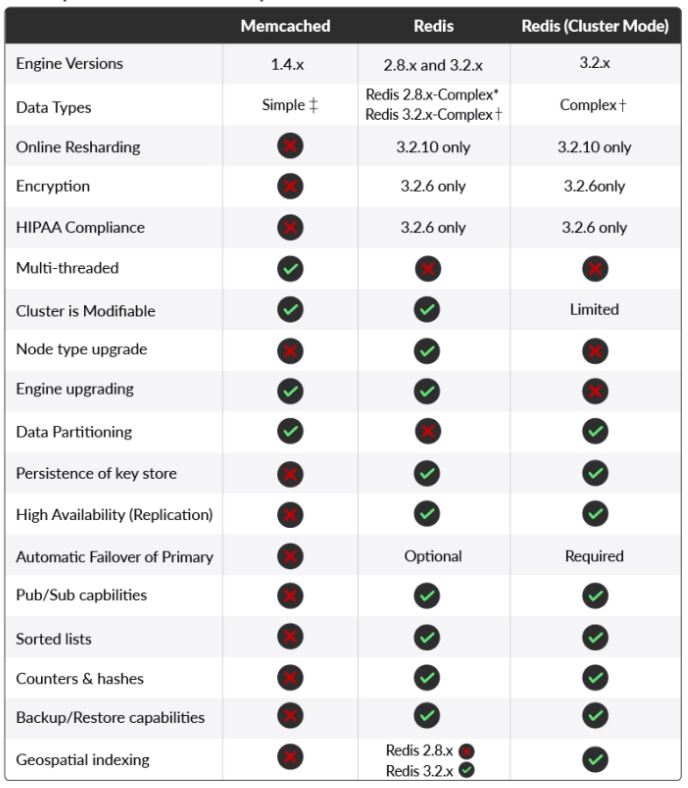 Memcached Redis Redis (Cluster Mode)
Engine Versions 1.4.x 2.8.x and 3.2.x 3.2.x
Data Types Simple ‡ Redis 2.8.x-Complex* Complex †
Redis 3.2.x-Complex †
Online Resharding 3.2.10 only 3.2.10 only
Encryption 3.2.6 only 3.2.6only
HIPAA Compliance 3.2.6 only 3.2.6 only
Multi-threaded
Cluster is Modifiable Limited
Node type upgrade
Engine upgrading
Data Partitioning
Persistence of key store
High Availability (Replication)
Automatic Failover of Primary Optional Required
Pub/Sub capbilities
Sorted lists
Counters & hashes
Backup/Restore capabilities
Geospatial indexing Redis 2.8.x
Redis 3.2.x